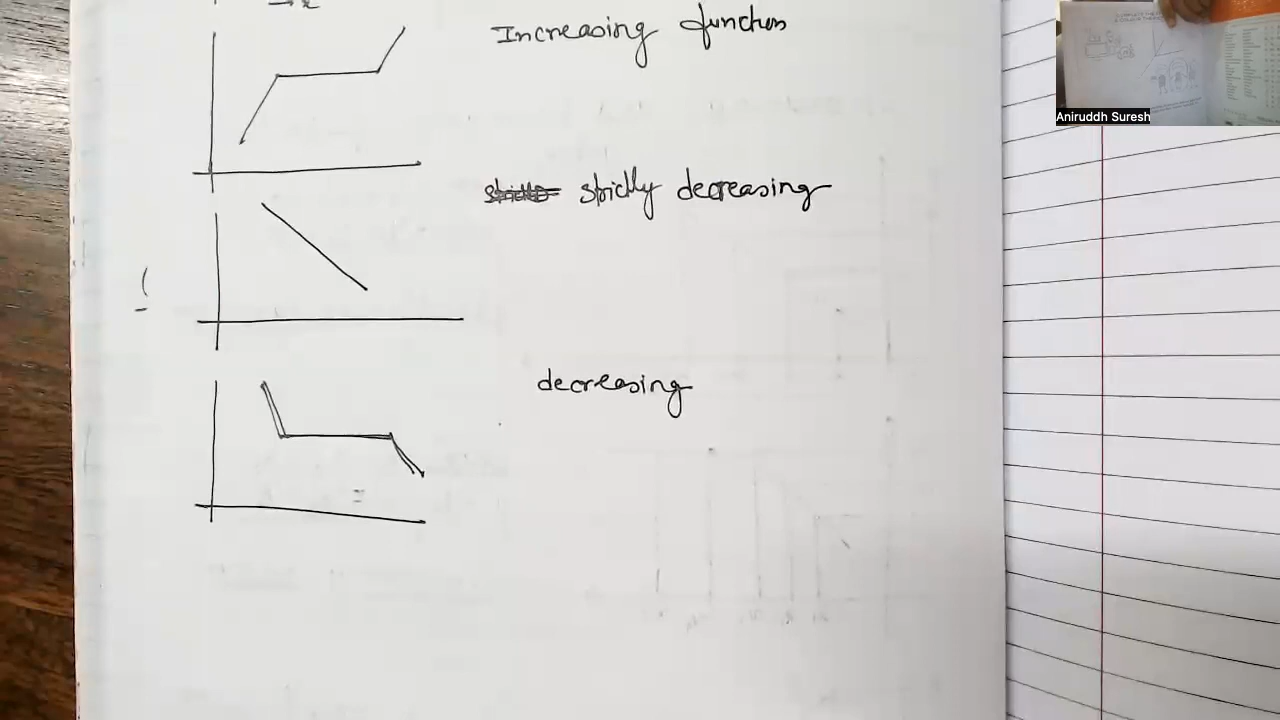 → x
Increasing function
strictly decreasing
decreasing
Aniruddh Suresh